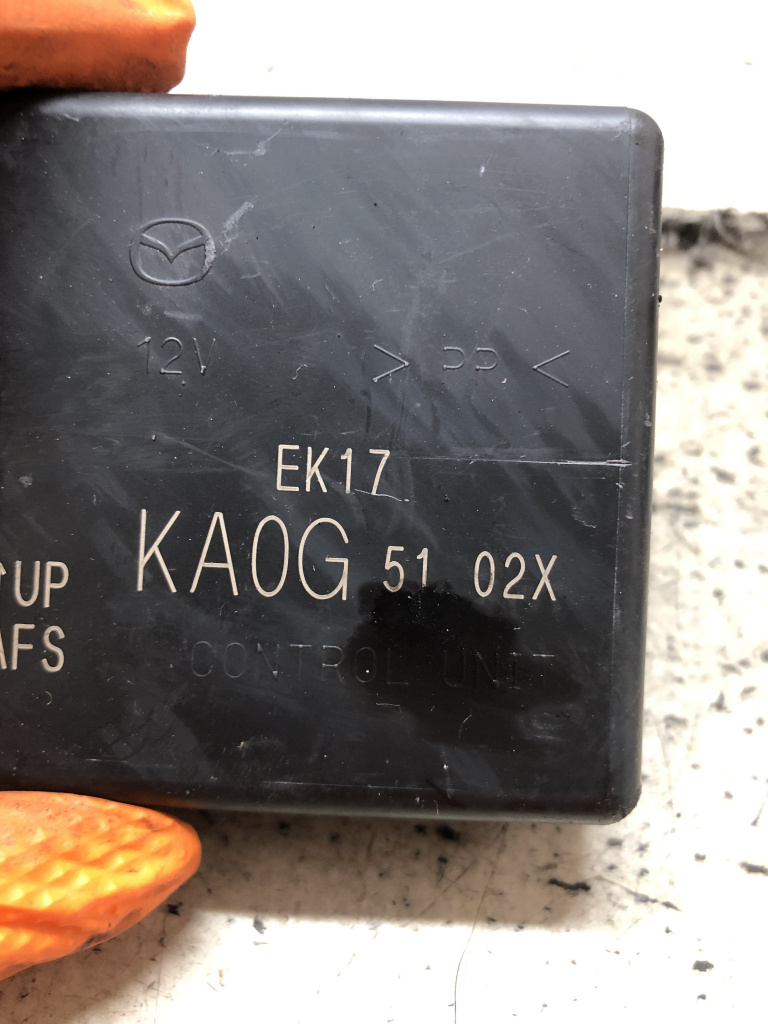 12V > PP <
EK17
KA0G 51 02X
↑UP
AFS
CONTROL UNIT